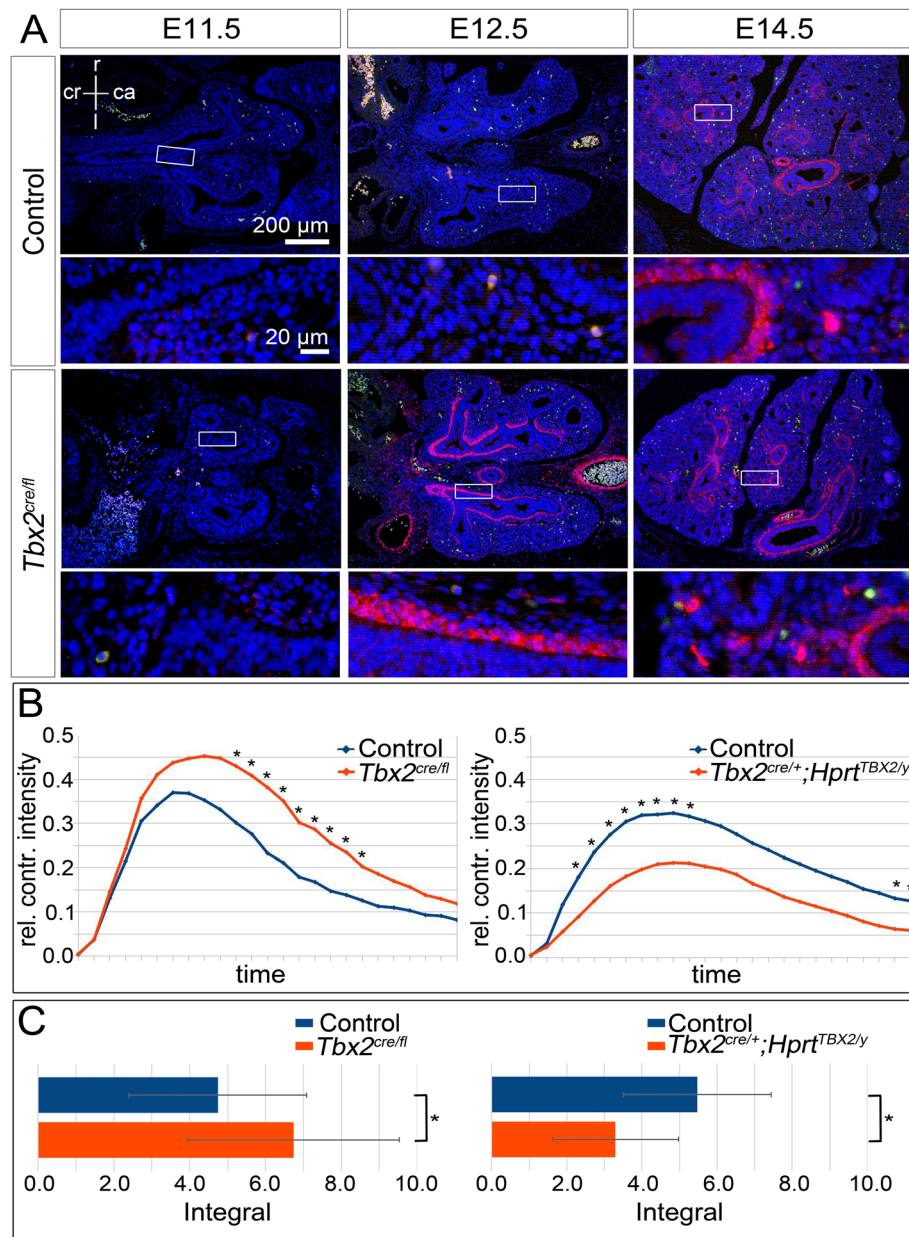 A
E11.5
E12.5
E14.5
Control
r
cr ca
l
200 µm
20 µm
Tbx2cre/fl
B
rel. contr. intensity
0.5
0.4
0.3
0.2
0.1
0.0
time
Control
Tbx2cre/fl
* * * * * * * * *
rel. contr. intensity
0.5
0.4
0.3
0.2
0.1
0.0
time
Control
Tbx2cre/+;HprtTBX2/y
* * * * * * * * * *
C
Control
Tbx2cre/fl
*
0.0 2.0 4.0 6.0 8.0 10.0
Integral
Control
Tbx2cre/+;HprtTBX2/y
*
0.0 2.0 4.0 6.0 8.0 10.0
Integral